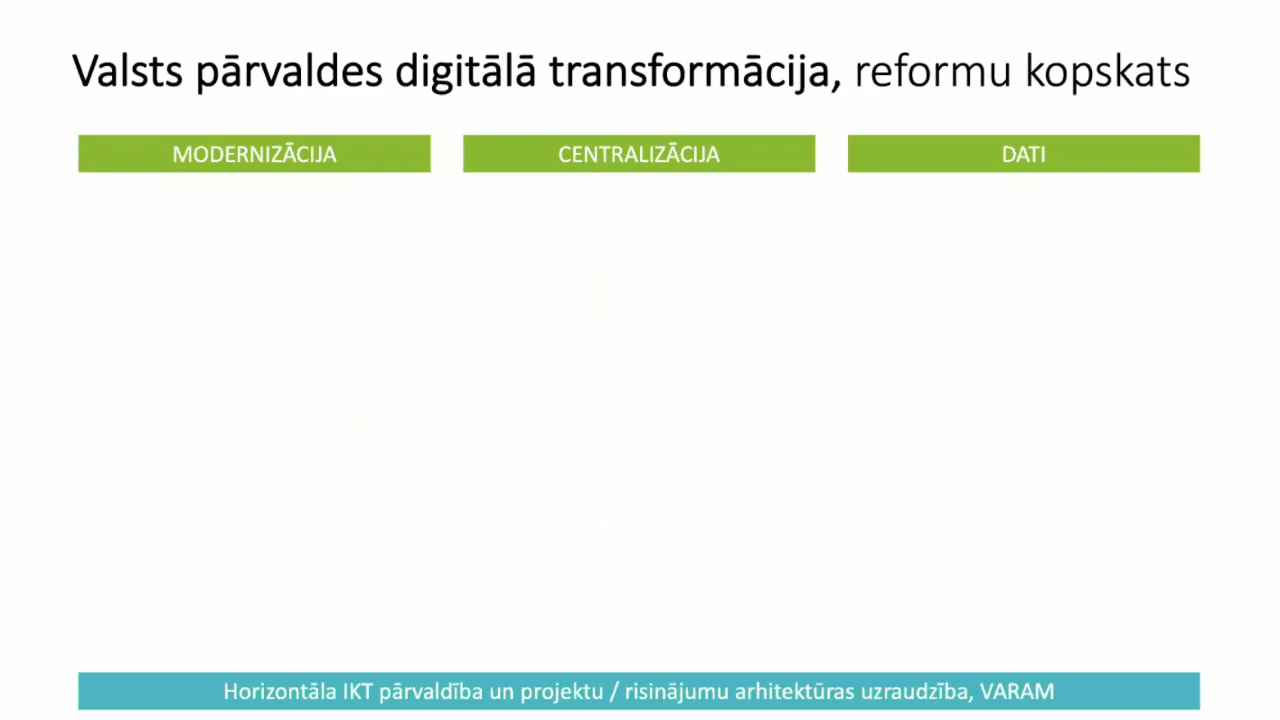 Valsts pārvaldes digitālā transformācija, reformu kopskats
MODERNIZĀCIJA
CENTRALIZĀCIJA
DATI
Horizontāla IKT pārvaldība un projektu / risinājumu arhitektūras uzraudzība, VARAM